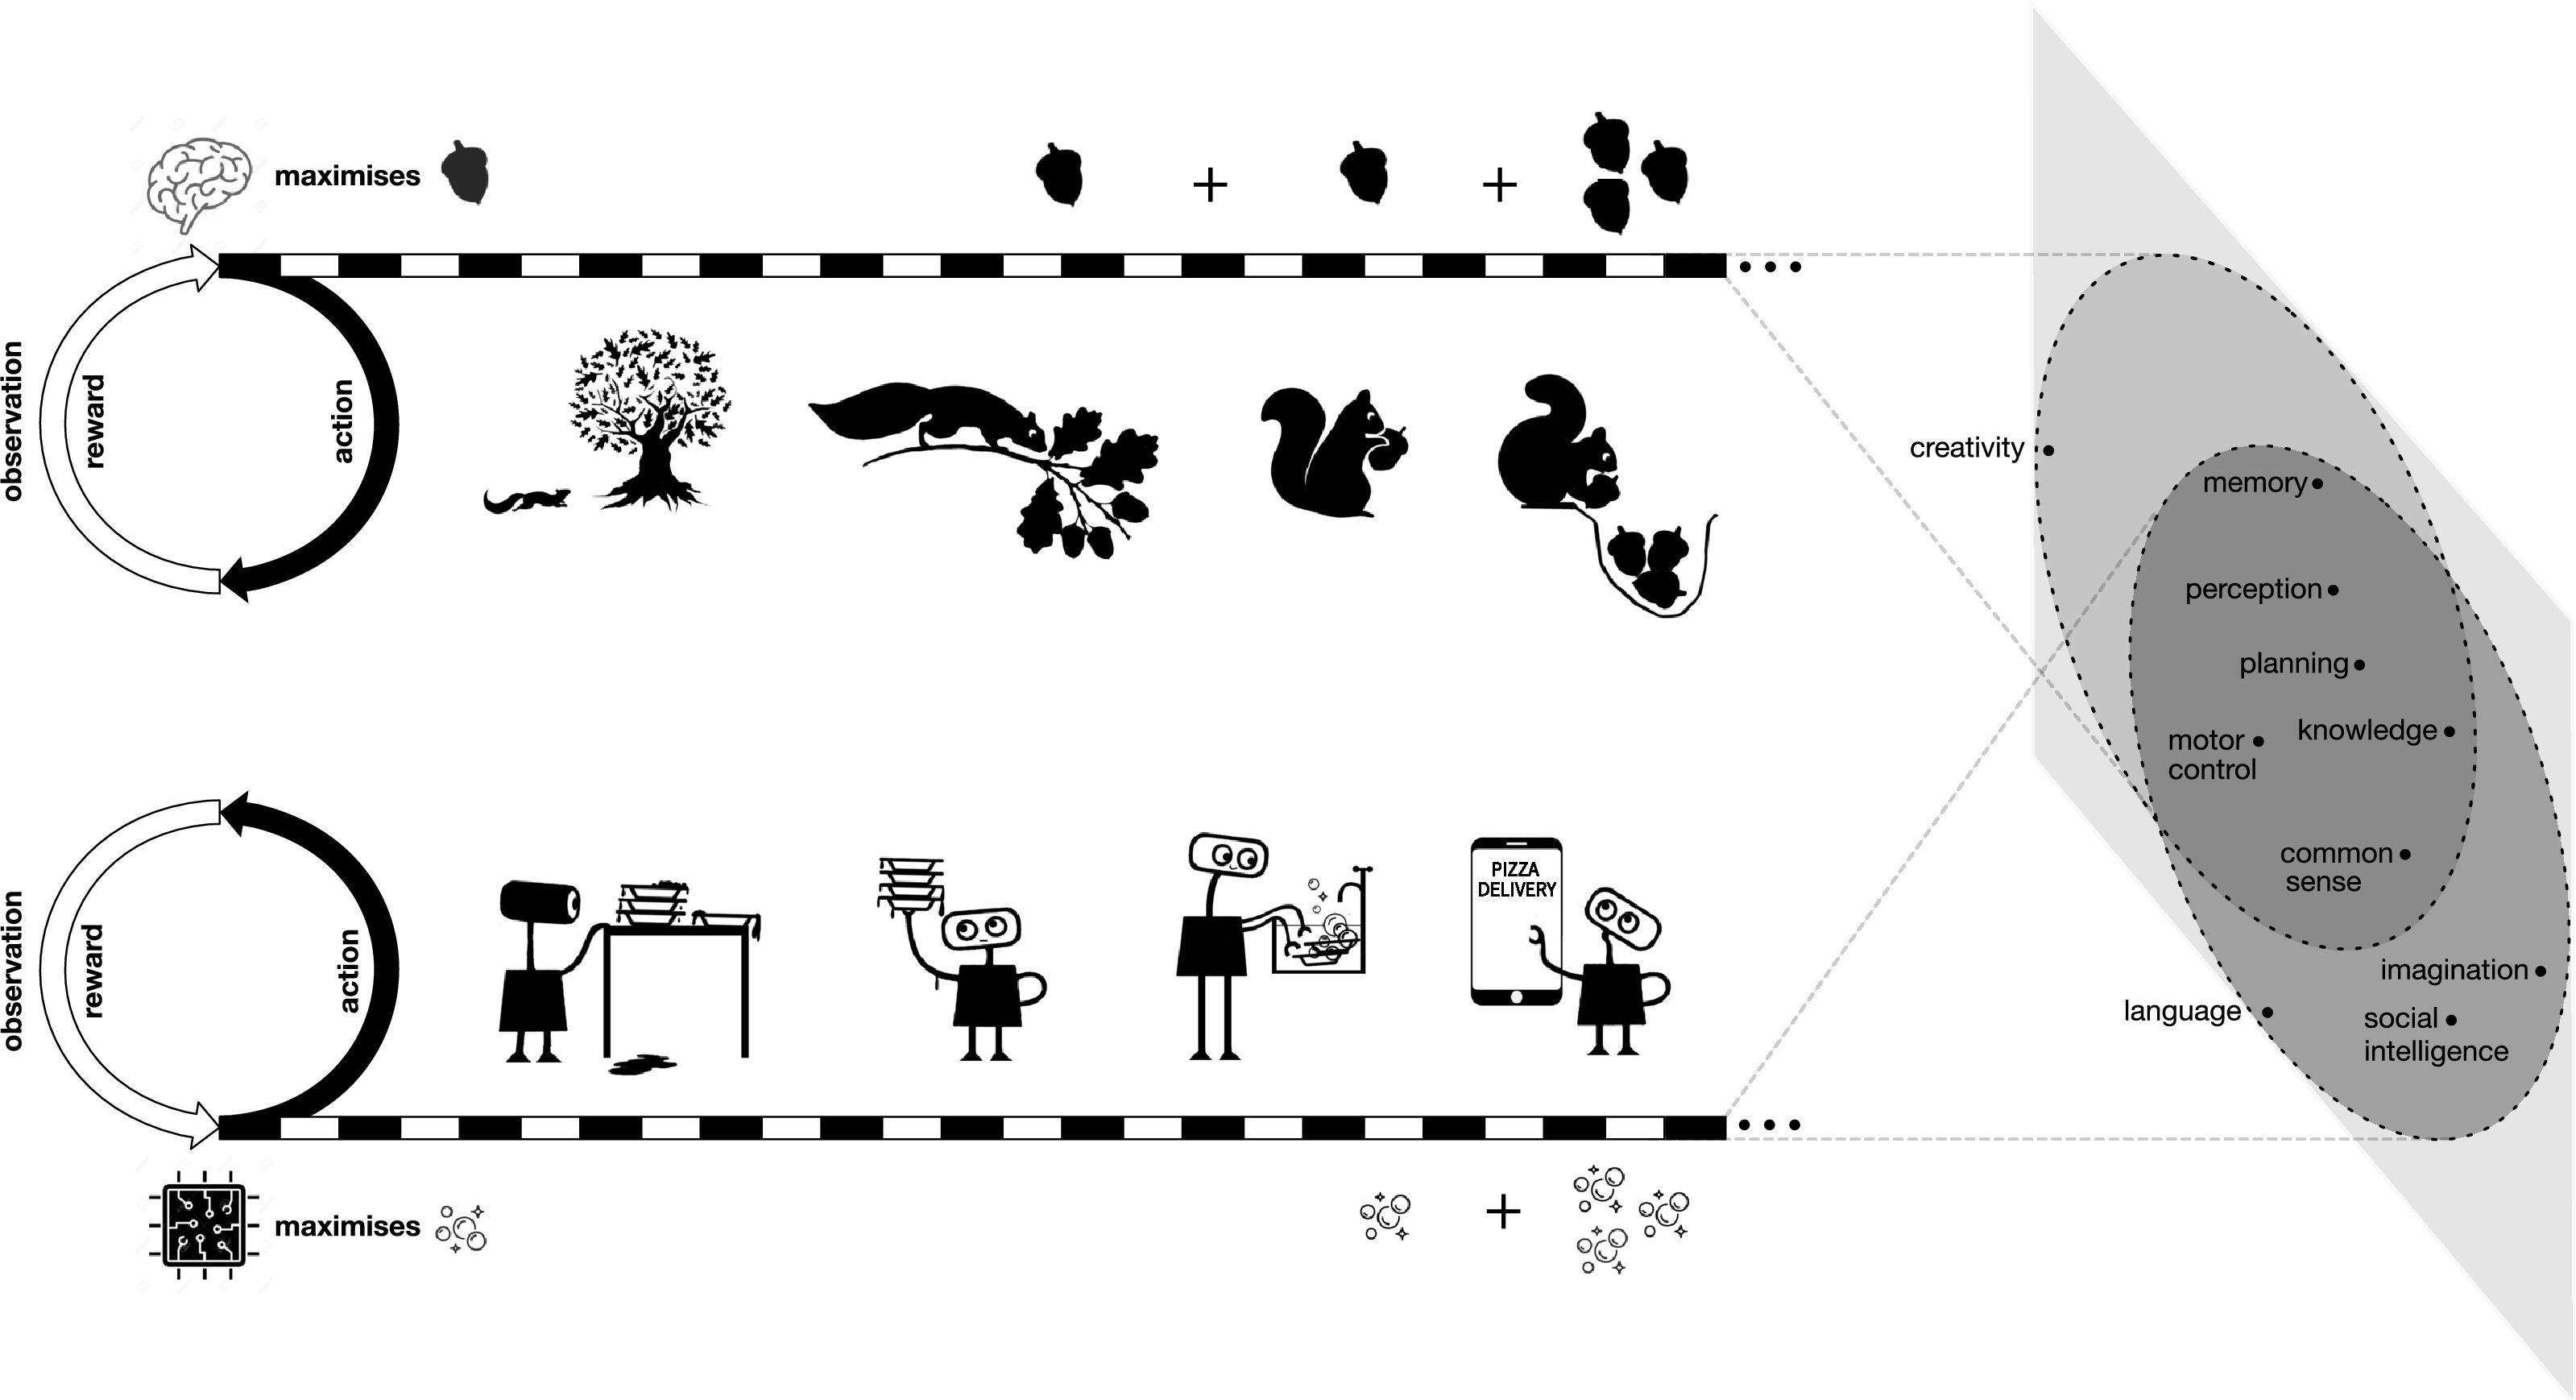 maximises
observation
reward
action
creativity
memory
perception
planning
knowledge
motor
control
common
sense
imagination
language
social
intelligence
observation
reward
action
PIZZA
DELIVERY
maximises